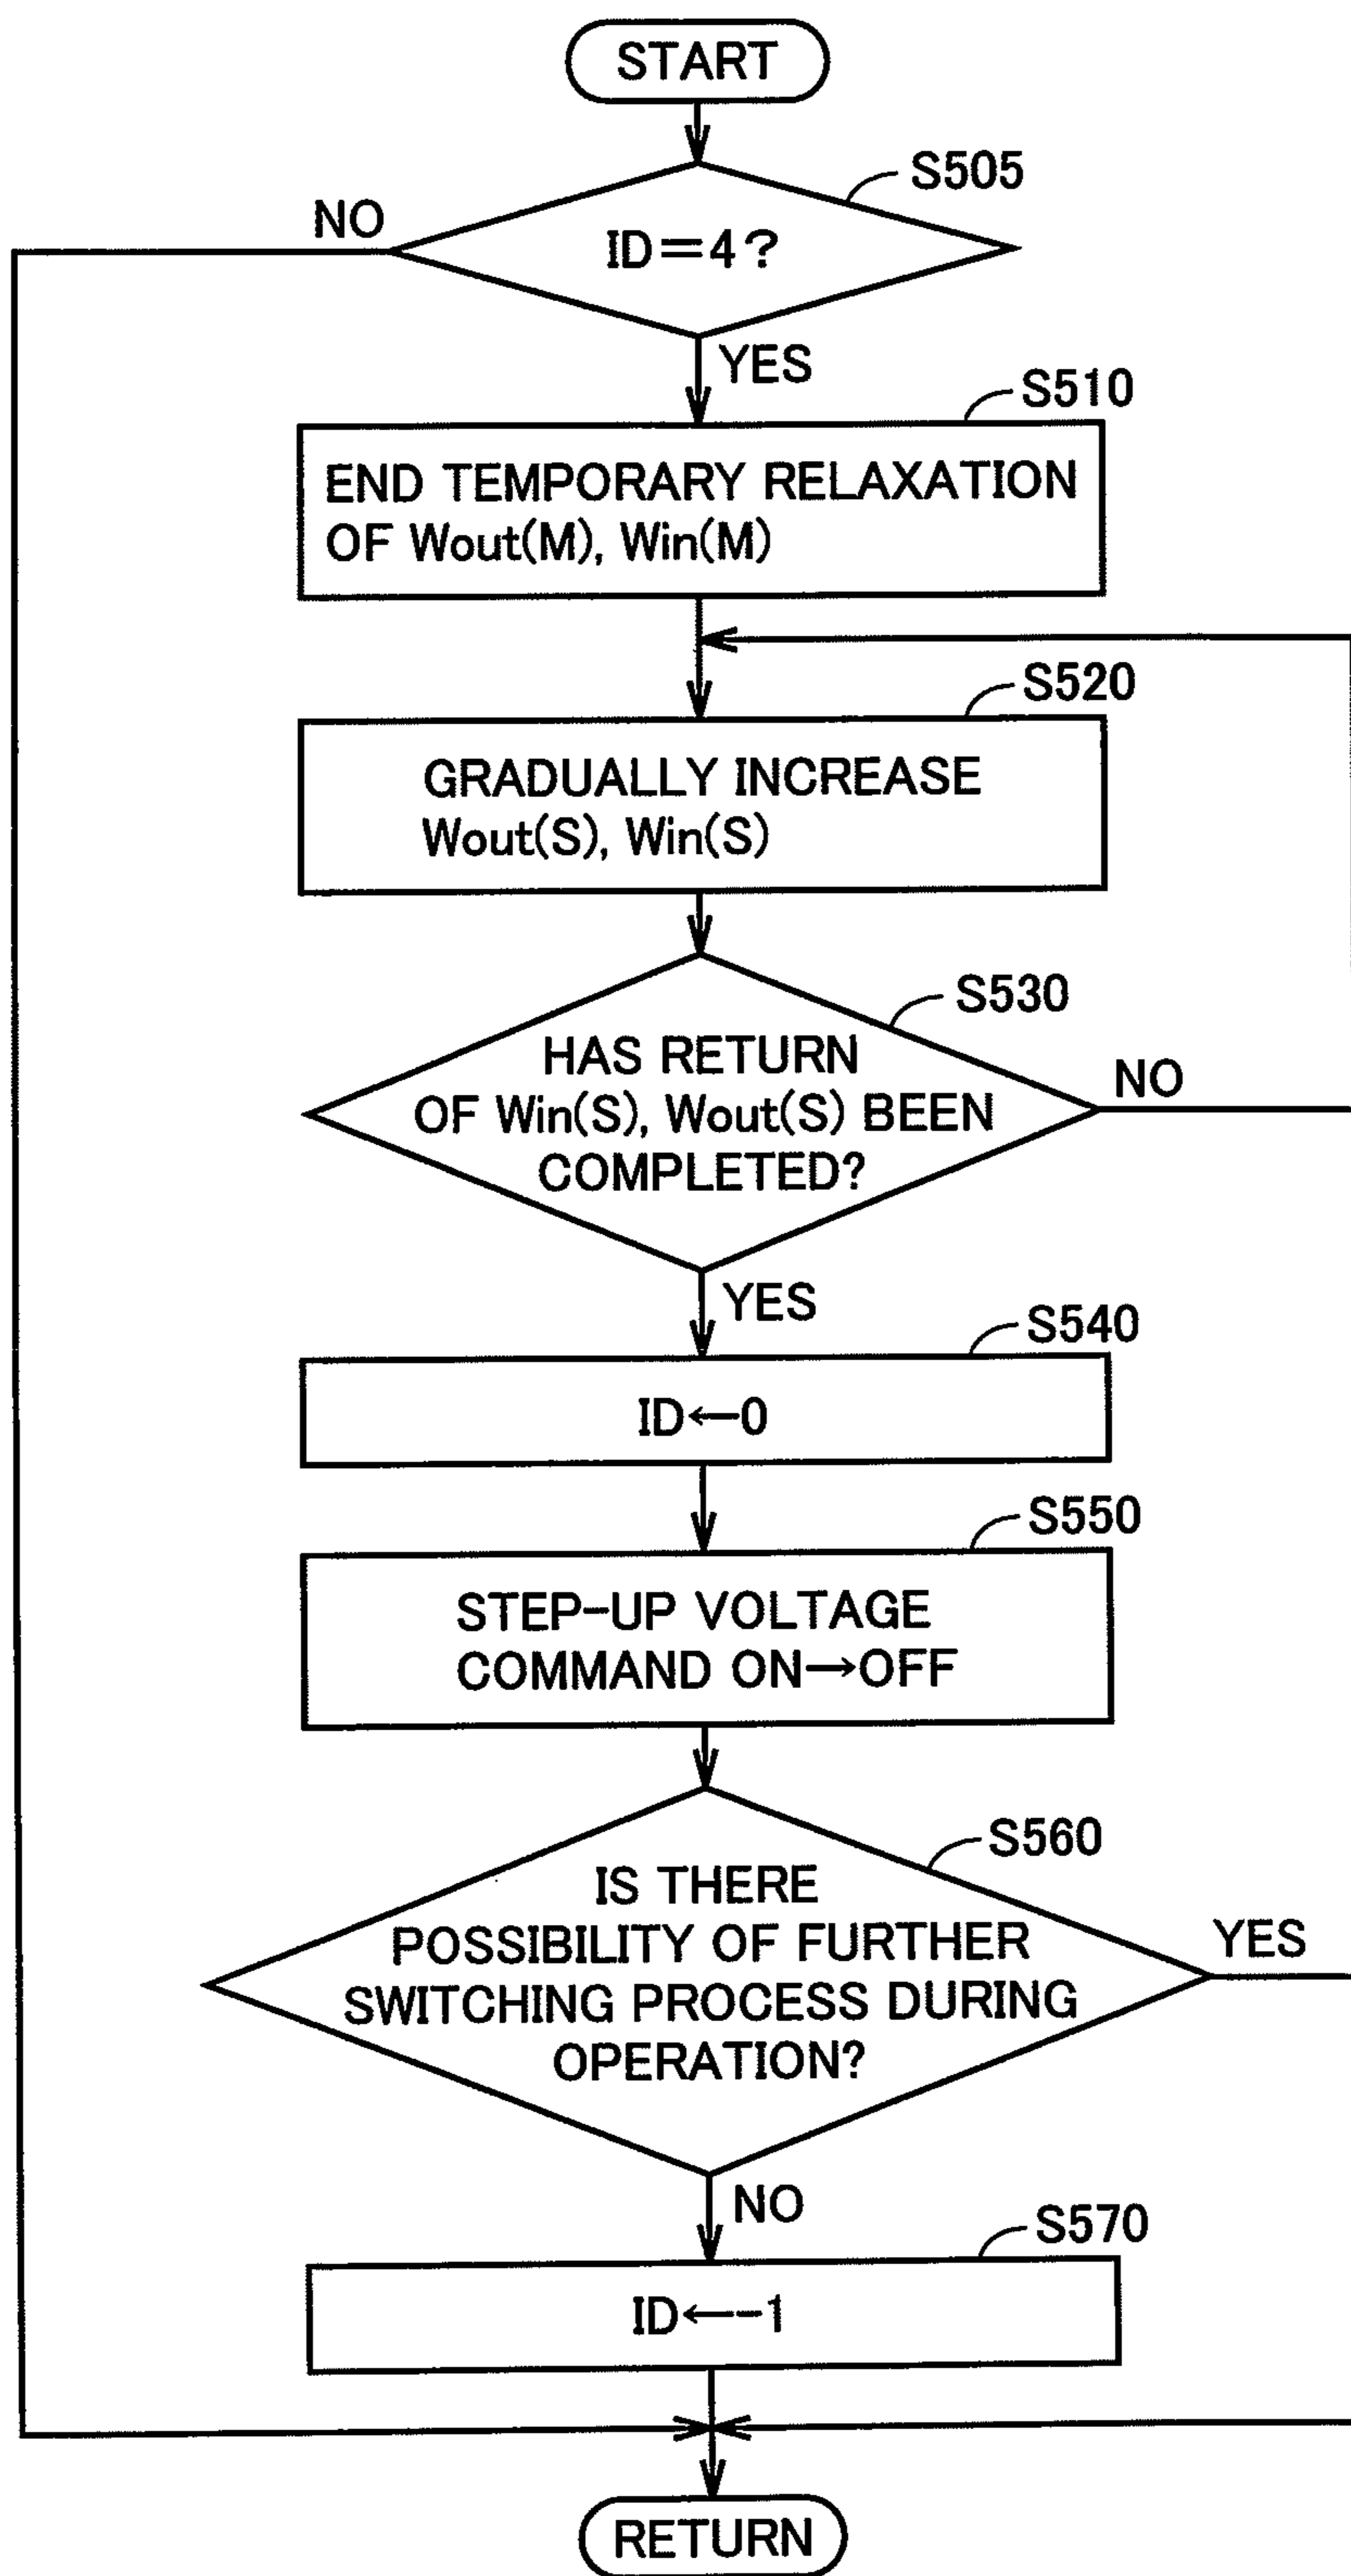 START
S505
NO
ID=4?
YES
S510
END TEMPORARY RELAXATION
OF Wout(M), Win(M)
S520
GRADUALLY INCREASE
Wout(S), Win(S)
S530
HAS RETURN
OF Win(S), Wout(S) BEEN
COMPLETED?
NO
YES
S540
ID←0
S550
STEP-UP VOLTAGE
COMMAND ON→OFF
S560
IS THERE
POSSIBILITY OF FURTHER
SWITCHING PROCESS DURING
OPERATION?
YES
NO
S570
ID←-1
RETURN